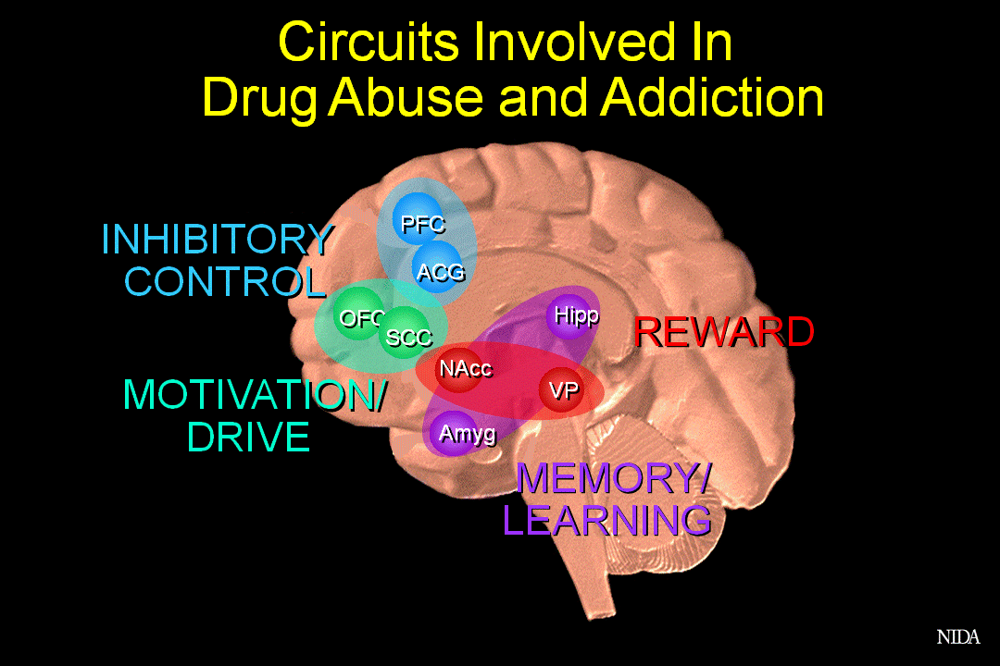 Circuits Involved In
Drug Abuse and Addiction
INHIBITORY
CONTROL
PFC
ACG
OFC
SCC
Hipp
REWARD
NAcc
VP
MOTIVATION/
DRIVE
Amyg
MEMORY/
LEARNING
NIDA